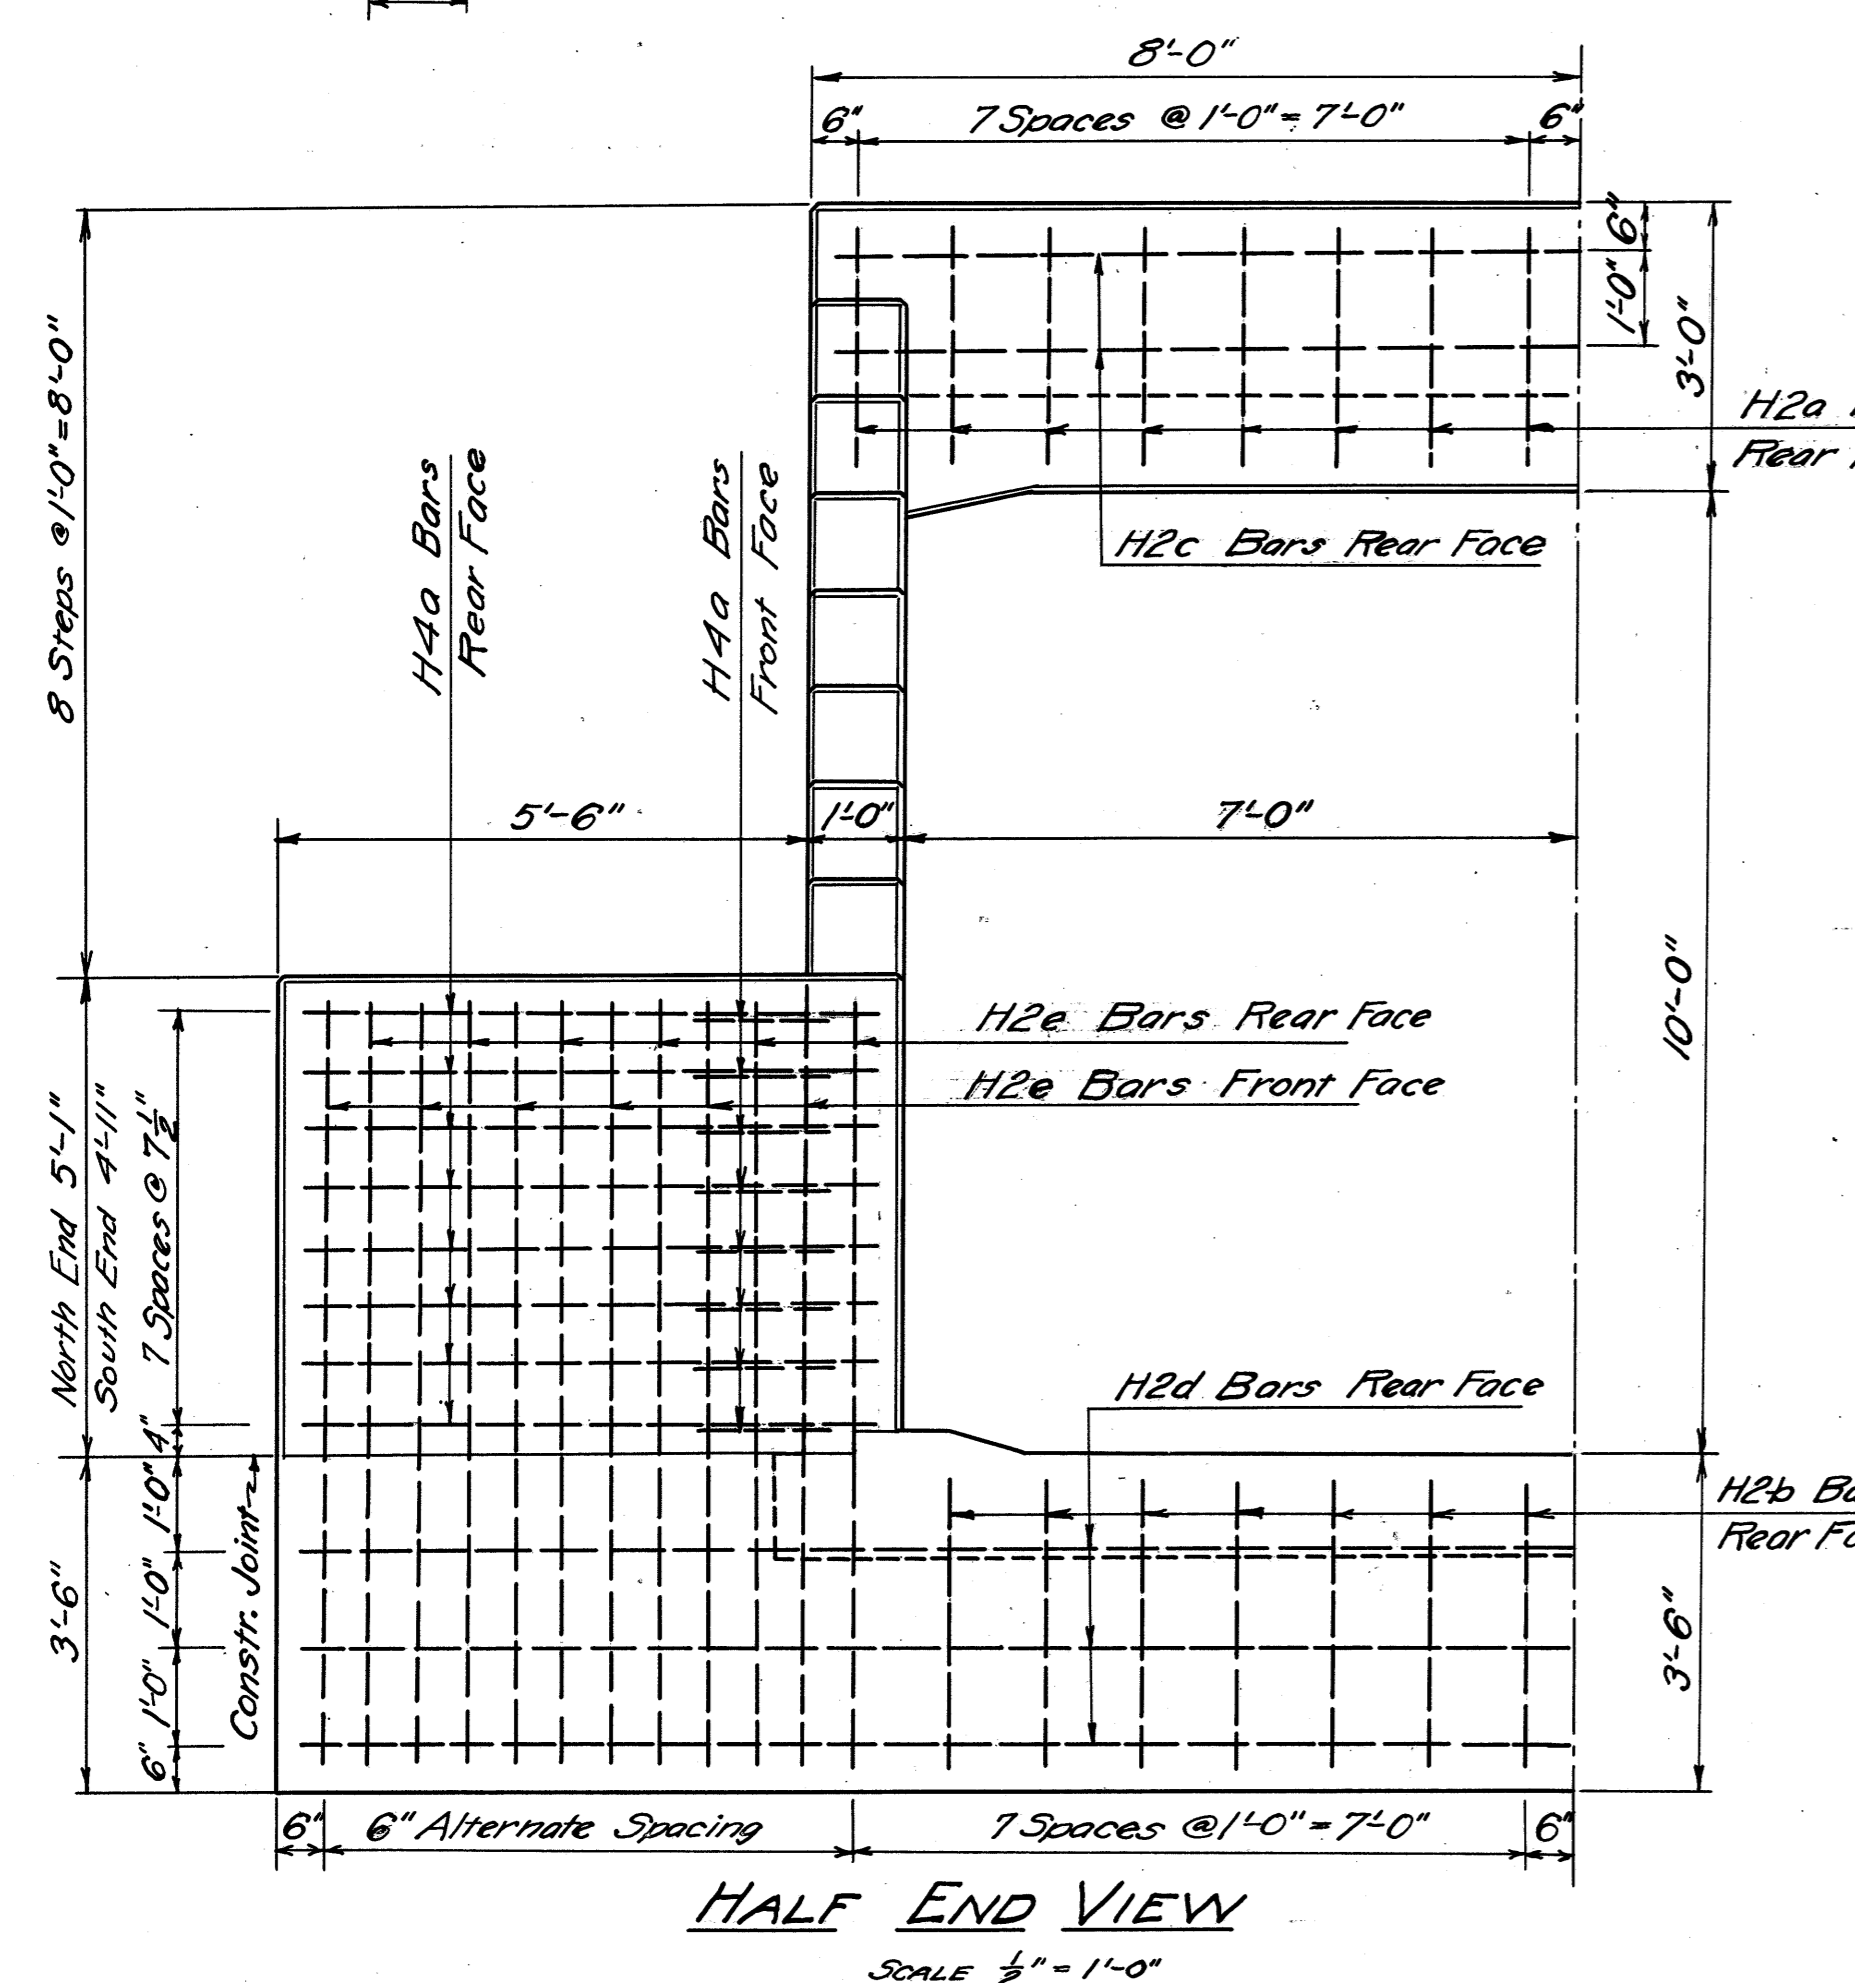 8'-0"
6" 7 Spaces @ 1'-0" = 7'-0" 6"
6"
1'-0"
3'-0"
8 Steps @ 1'-0" = 8'-0"
H4a Bars
Rear Face
H4a Bars
Front Face
H2a
Rear
H2c Bars Rear Face
5'-6" 1'-0" 7'-0"
10'-0"
H2e Bars Rear Face
H2e Bars Front Face
North End 5'-1"
South End 4'-11"
7 Spaces @ 7½"
4"
H2d Bars Rear Face
Constr. Joint
1'-0"
1'-0"
1'-0"
6"
3'-6"
H2b
Rear
3'-6"
6" 6" Alternate Spacing 7 Spaces @ 1'-0" = 7'-0" 6"
HALF END VIEW
SCALE ½" = 1'-0"